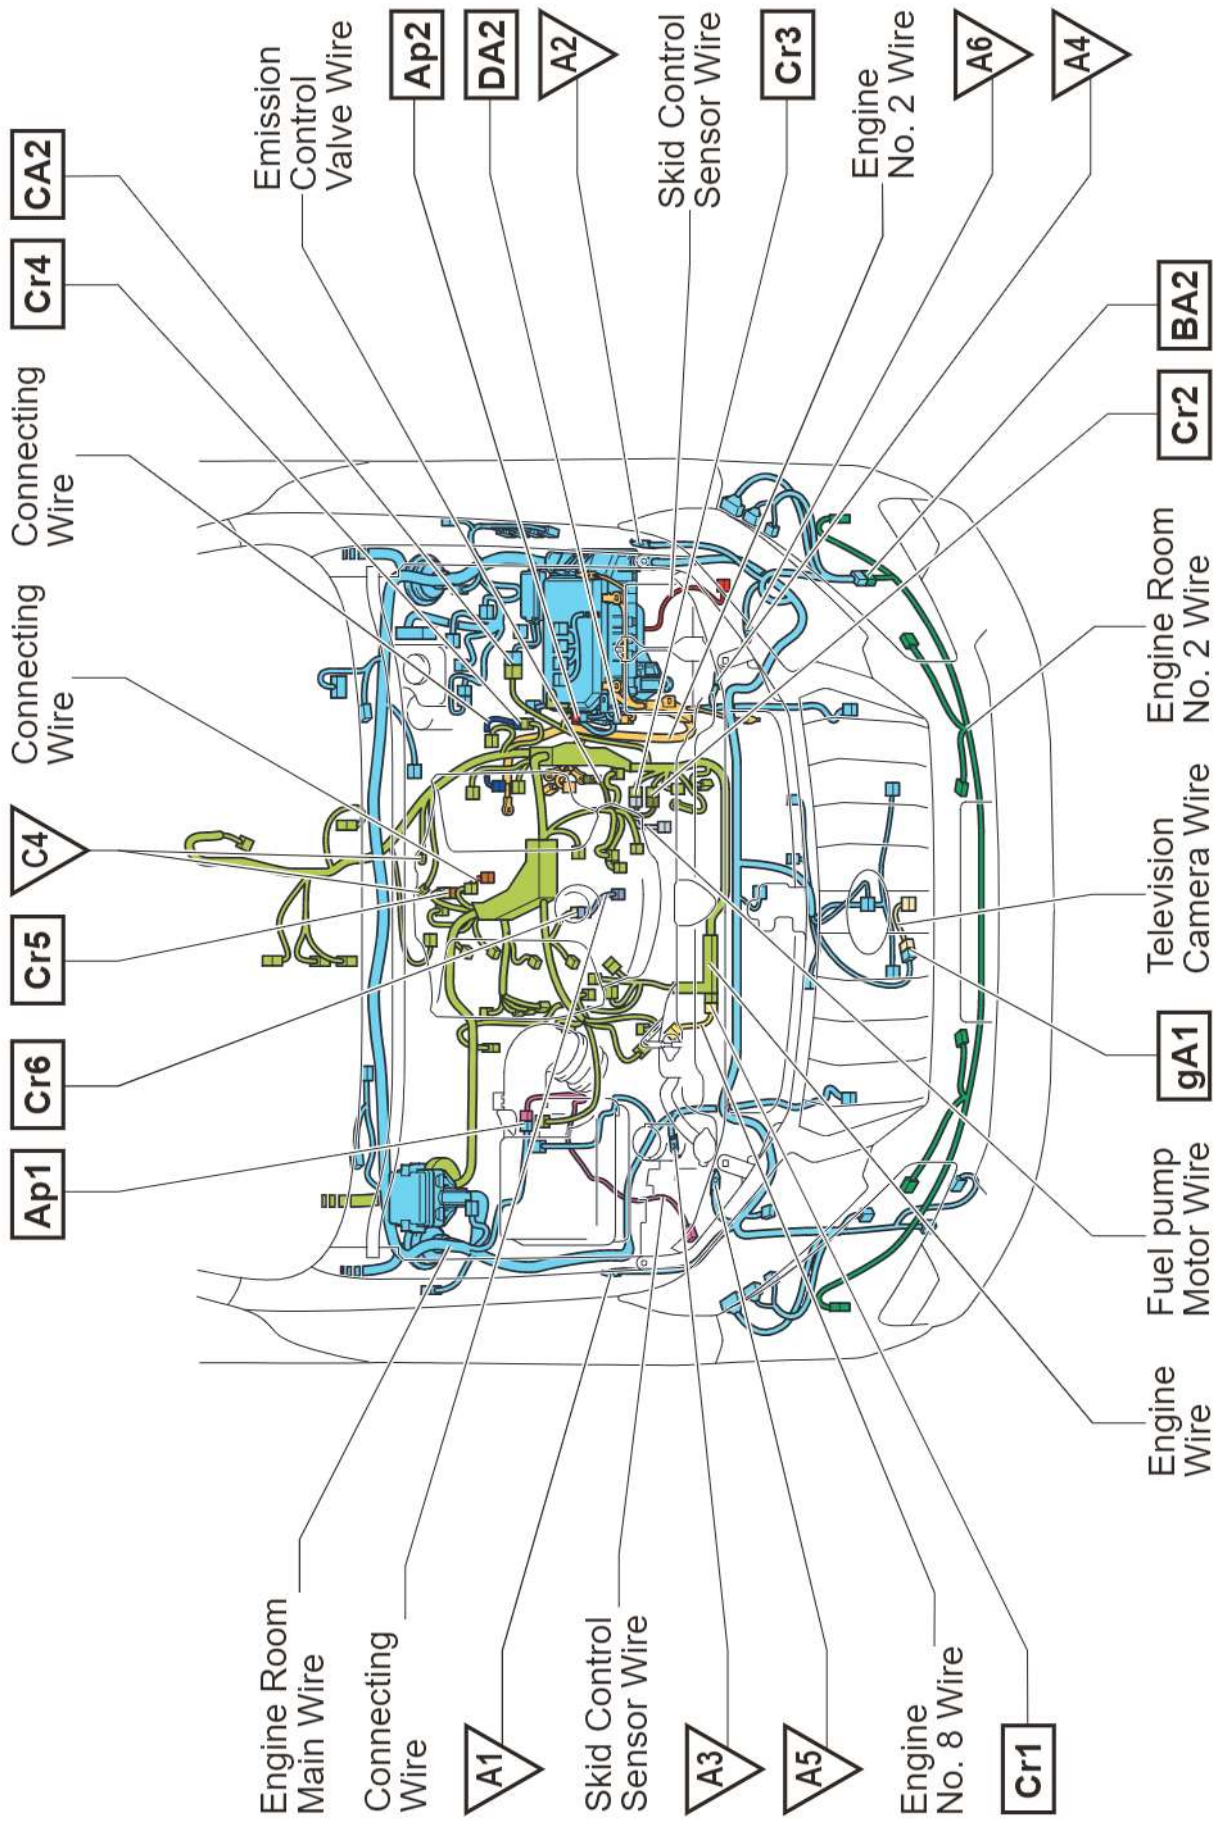 Ap1
Cr6
Cr5
C4
Connecting
Wire
Connecting
Wire
Cr4
CA2
Engine Room
Main Wire
Connecting
Wire
A1
Skid Control
Sensor Wire
A3
A5
Engine
No. 8 Wire
Cr1
Emission
Control
Valve Wire
Ap2
DA2
A2
Skid Control
Sensor Wire
Cr3
Engine
No. 2 Wire
A6
A4
Engine
Wire
Fuel pump
Motor Wire
gA1
Television
Camera Wire
Engine Room
No. 2 Wire
Cr2
BA2